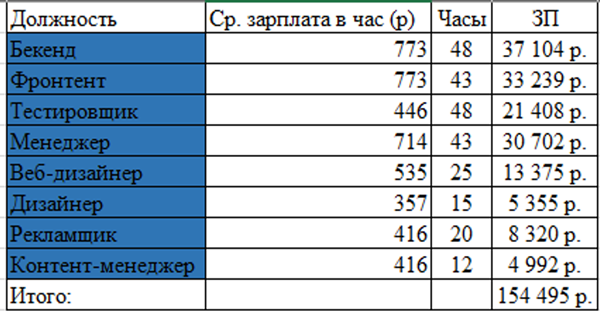 Должность Ср. зарплата в час (р) Часы ЗП
Бекенд 773 48 37 104 р.
Фронтент 773 43 33 239 р.
Тестировщик 446 48 21 408 р.
Менеджер 714 43 30 702 р.
Веб-дизайнер 535 25 13 375 р.
Дизайнер 357 15 5 355 р.
Рекламщик 416 20 8 320 р.
Контент-менеджер 416 12 4 992 р.
Итого: 154 495 р.